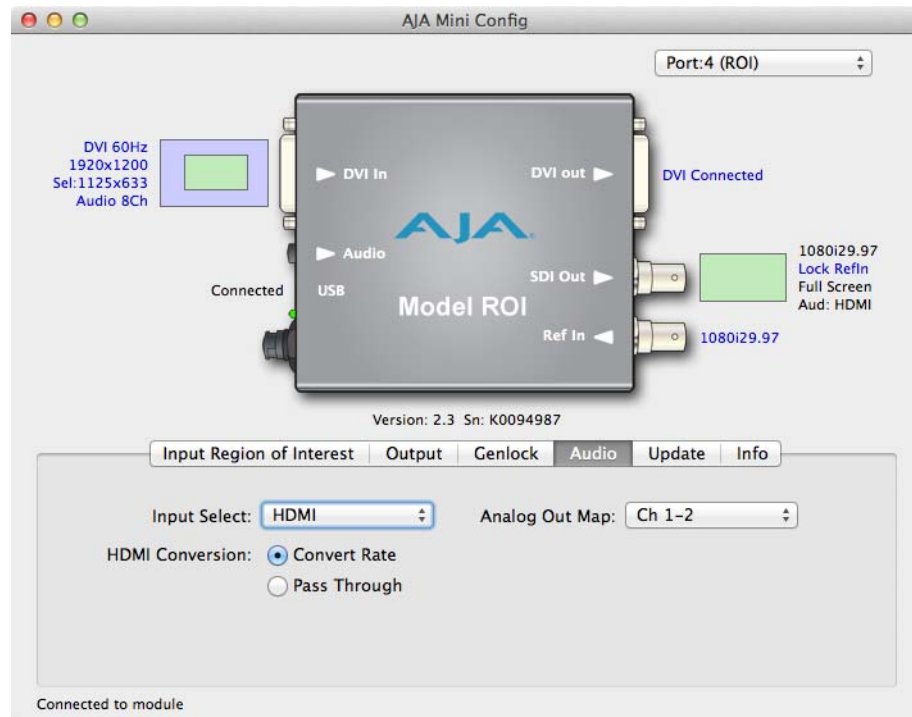 AJA Mini Config
Port:4 (ROI)
DVI 60Hz
1920x1200
Sel:1125x633
Audio 8Ch
DVI In
DVI out
DVI Connected
AJA
Audio
SDI Out
1080i29.97
Lock RefIn
Full Screen
Aud: HDMI
Connected
USB
Model ROI
Ref In
1080i29.97
Version: 2.3 Sn: K0094987
Input Region of Interest
Output
Genlock
Audio
Update
Info
Input Select: HDMI
Analog Out Map: Ch 1-2
HDMI Conversion: Convert Rate
Pass Through
Connected to module